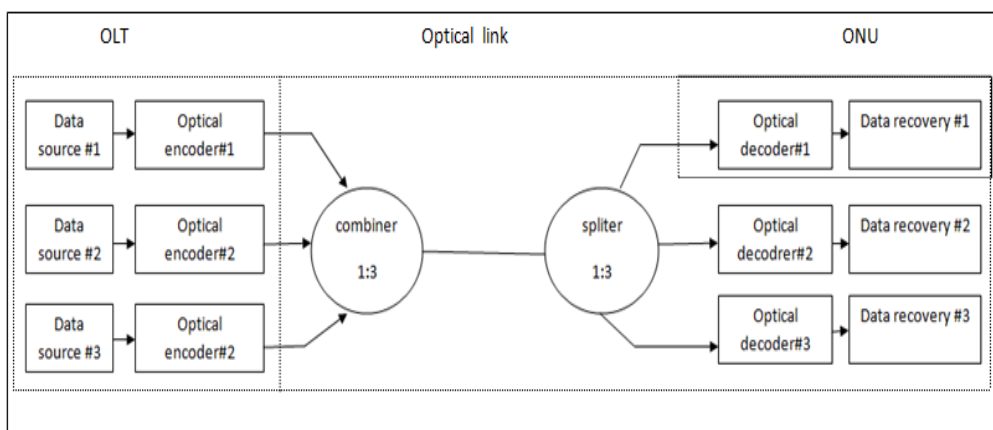 OLT
Optical link
ONU
Data
source #1
Optical
encoder#1
Optical
decoder#1
Data recovery #1
Data
source #2
Optical
encoder#2
combiner
1:3
spliter
1:3
Optical
decodrer#2
Data recovery #2
Data
source #3
Optical
encoder#2
Optical
decoder#3
Data recovery #3